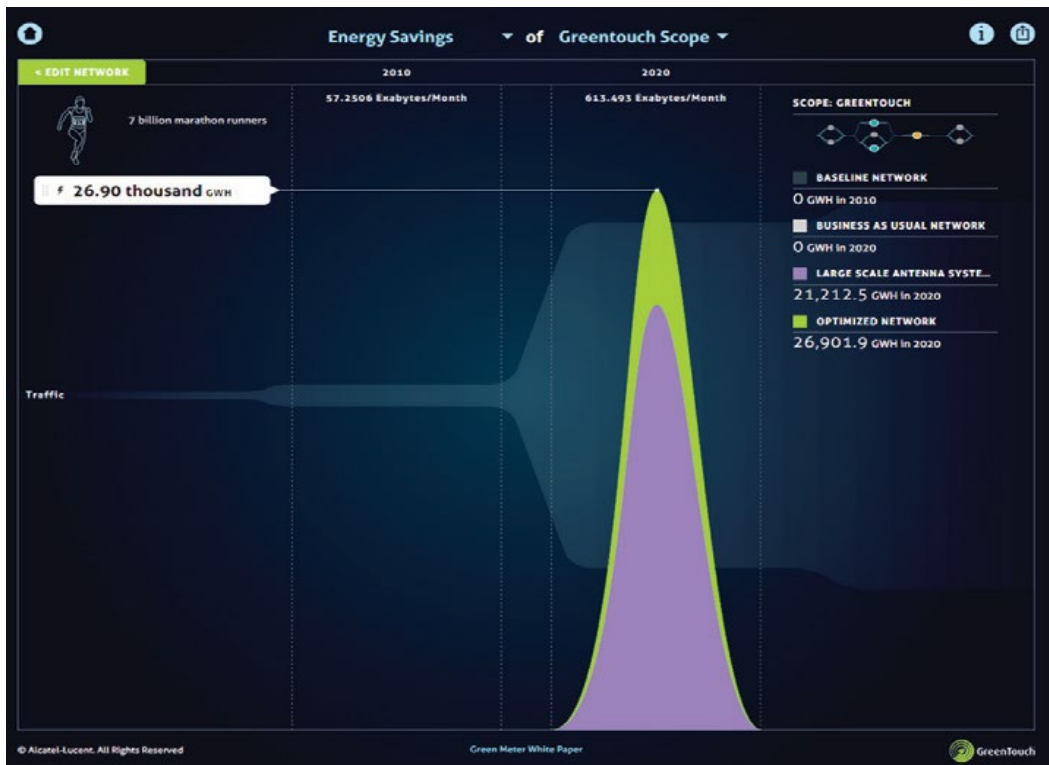 Energy Savings of Greentouch Scope
i
< EDIT NETWORK
2010
2020
57.2506 Exabytes/Month
613.493 Exabytes/Month
7 billion marathon runners
26.90 thousand GWH
SCOPE: GREENTOUCH
BASELINE NETWORK
0 GWH in 2010
BUSINESS AS USUAL NETWORK
0 GWH in 2020
LARGE SCALE ANTENNA SYSTE...
21,212.5 GWH in 2020
OPTIMIZED NETWORK
26,901.9 GWH in 2020
Traffic
© Alcatel-Lucent. All Rights Reserved
Green Meter White Paper
GreenTouch